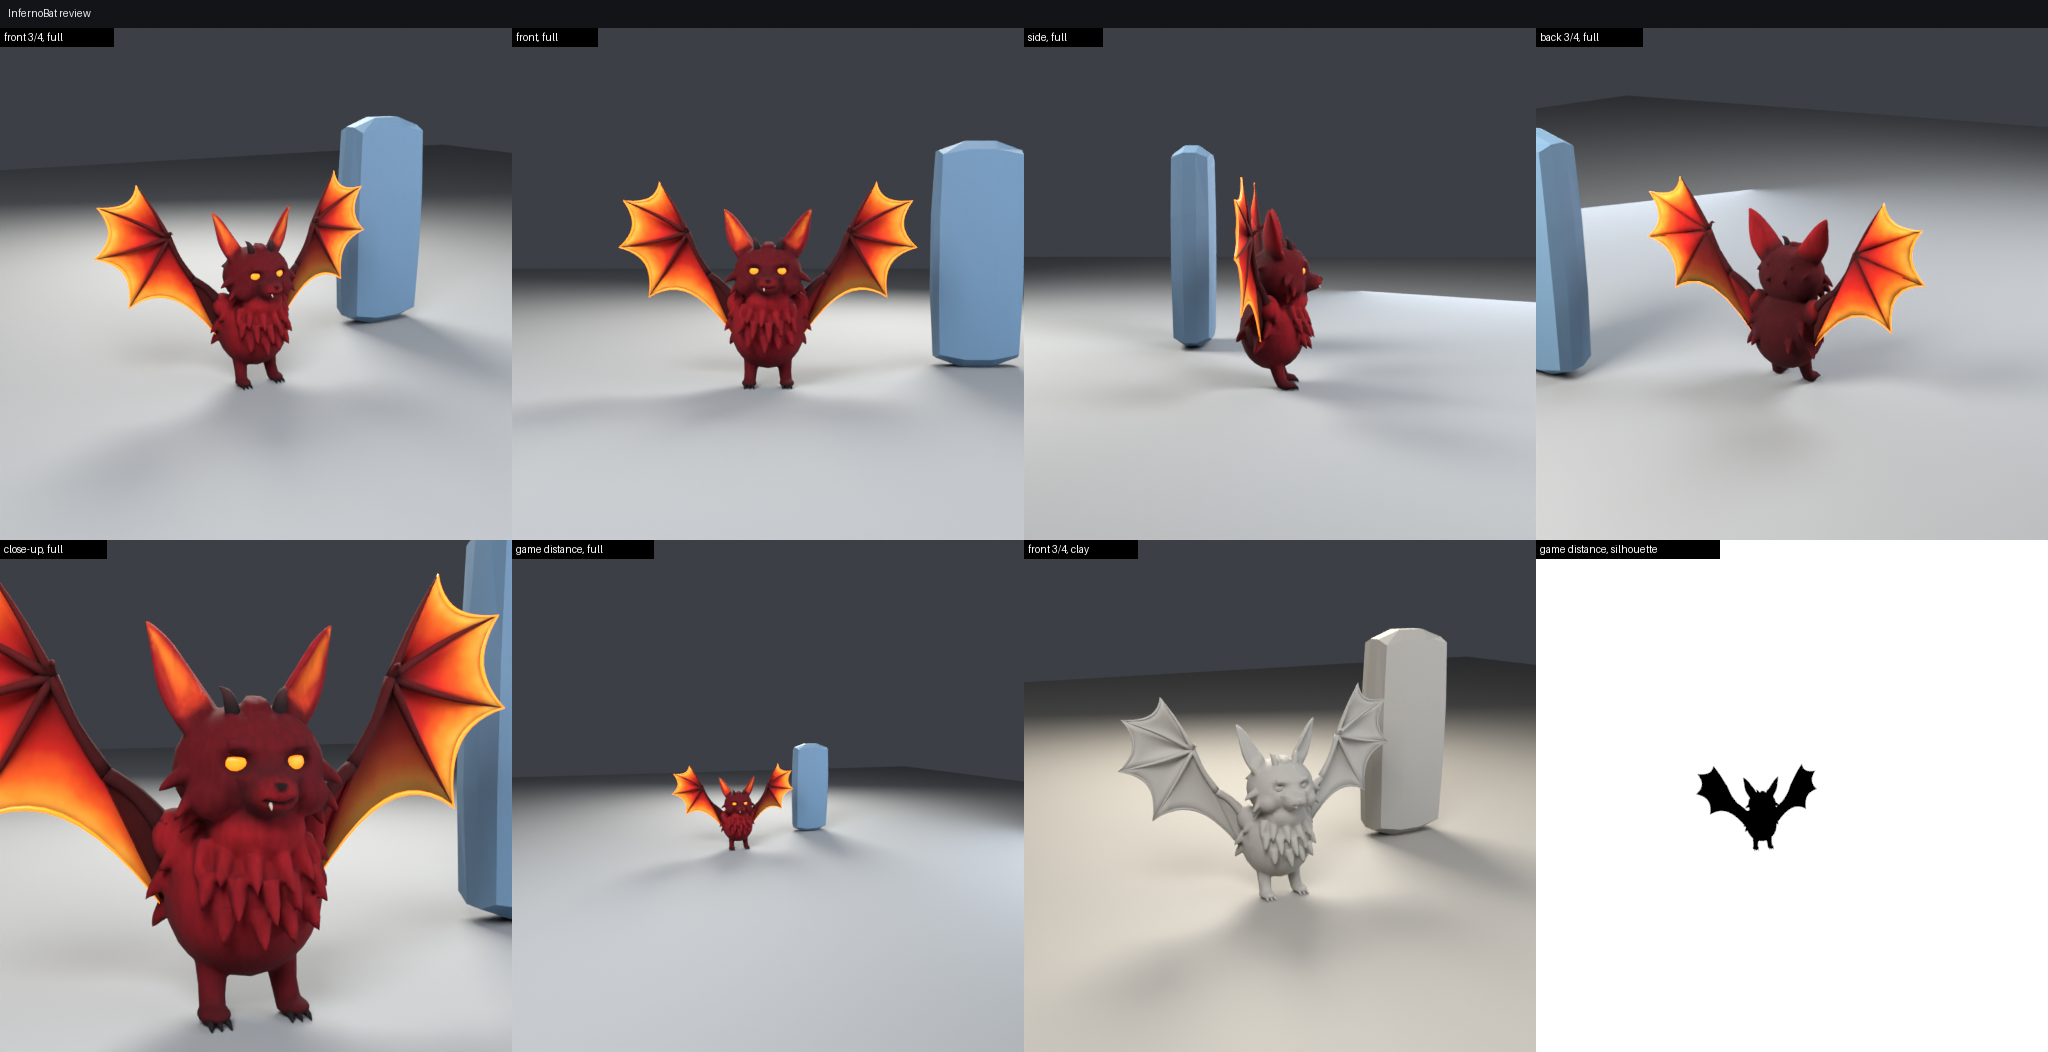 InfernoBat review
front 3/4, full
front, full
side, full
back 3/4, full
close-up, full
game distance, full
front 3/4, clay
game distance, silhouette